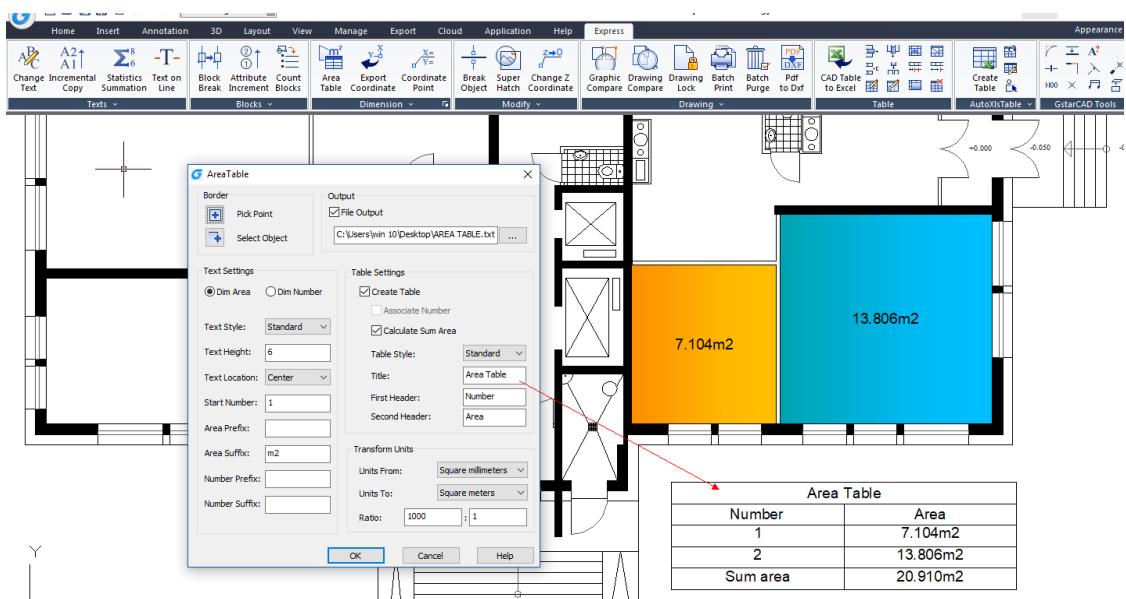 Home Insert Annotation 3D Layout View Manage Export Cloud Application Help Express Appearance
Change Text
Incremental Copy
Statistics Summation
Text on Line
Block Break
Attribute Increment
Count Blocks
Area Table
Export Coordinate
Coordinate Point
Break Object
Super Hatch
Change Z Coordinate
Graphic Compare
Drawing Compare
Drawing Lock
Batch Print
Batch Purge
Pdf to Dxf
CAD Table to Excel
Create Table
Texts
Blocks
Dimension
Modify
Drawing
Table
AutoXlsTable
GstarCAD Tools
AreaTable
Border
Pick Point
Select Object
Output
File Output
C:\Users\win 10\Desktop\AREA TABLE.txt ...
Text Settings
Dim Area Dim Number
Text Style: Standard
Text Height: 6
Text Location: Center
Start Number: 1
Area Prefix:
Area Suffix: m2
Number Prefix:
Number Suffix:
Table Settings
Create Table
Associate Number
Calculate Sum Area
Table Style: Standard
Title: Area Table
First Header: Number
Second Header: Area
Transform Units
Units From: Square millimeters
Units To: Square meters
Ratio: 1000 : 1
OK Cancel Help
+0.000
-0.050
7.104m2
13.806m2
Area Table
Number Area
1 7.104m2
2 13.806m2
Sum area 20.910m2
Y